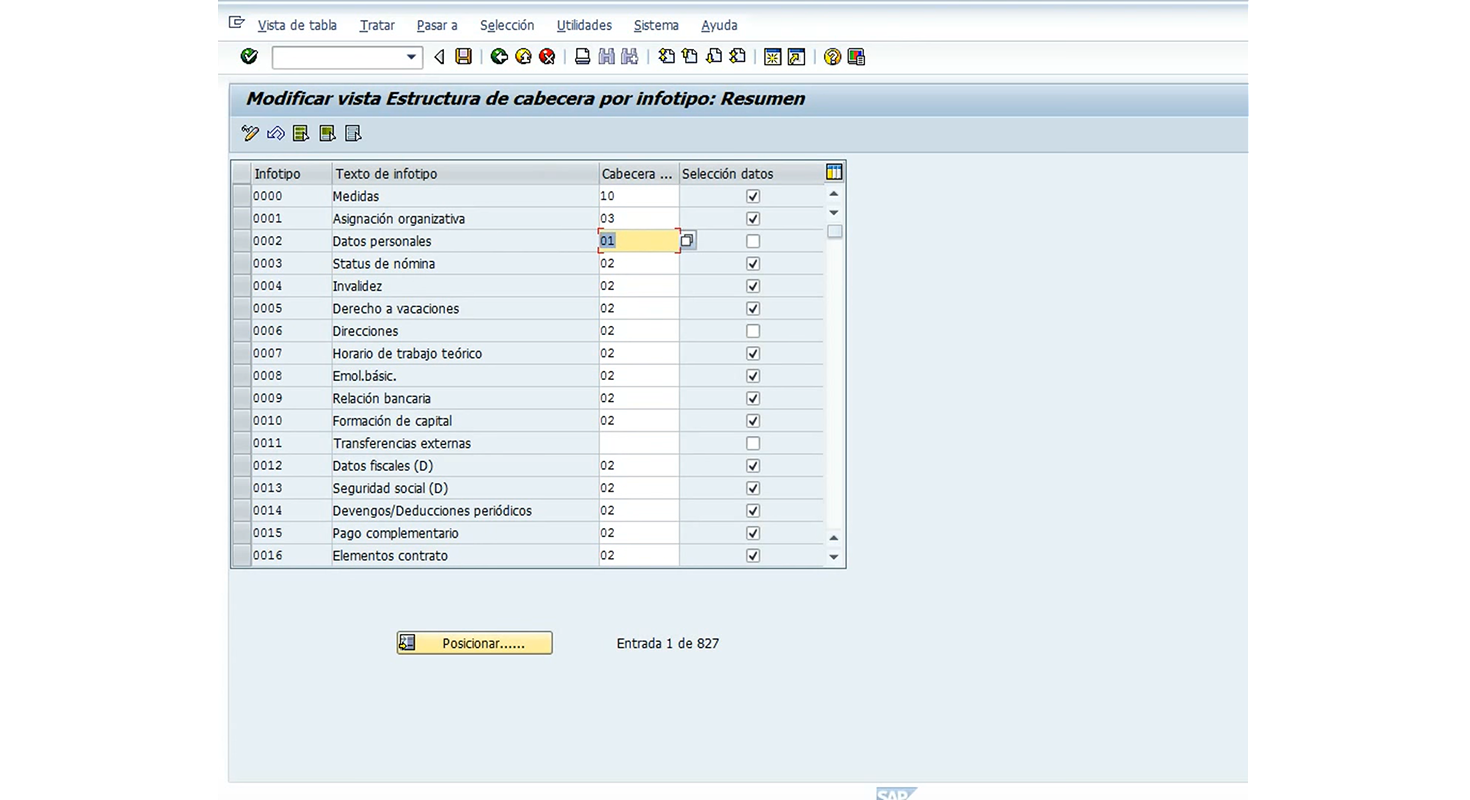 Vista de tabla Tratar Pasar a Selección Utilidades Sistema Ayuda
Modificar vista Estructura de cabecera por infotipo: Resumen
Infotipo Texto de infotipo Cabecera ... Selección datos
0000 Medidas 10
0001 Asignación organizativa 03
0002 Datos personales 01
0003 Status de nómina 02
0004 Invalidez 02
0005 Derecho a vacaciones 02
0006 Direcciones 02
0007 Horario de trabajo teórico 02
0008 Emol.básic. 02
0009 Relación bancaria 02
0010 Formación de capital 02
0011 Transferencias externas
0012 Datos fiscales (D) 02
0013 Seguridad social (D) 02
0014 Devengos/Deducciones periódicos 02
0015 Pago complementario 02
0016 Elementos contrato 02
Posicionar...... Entrada 1 de 827
SAP